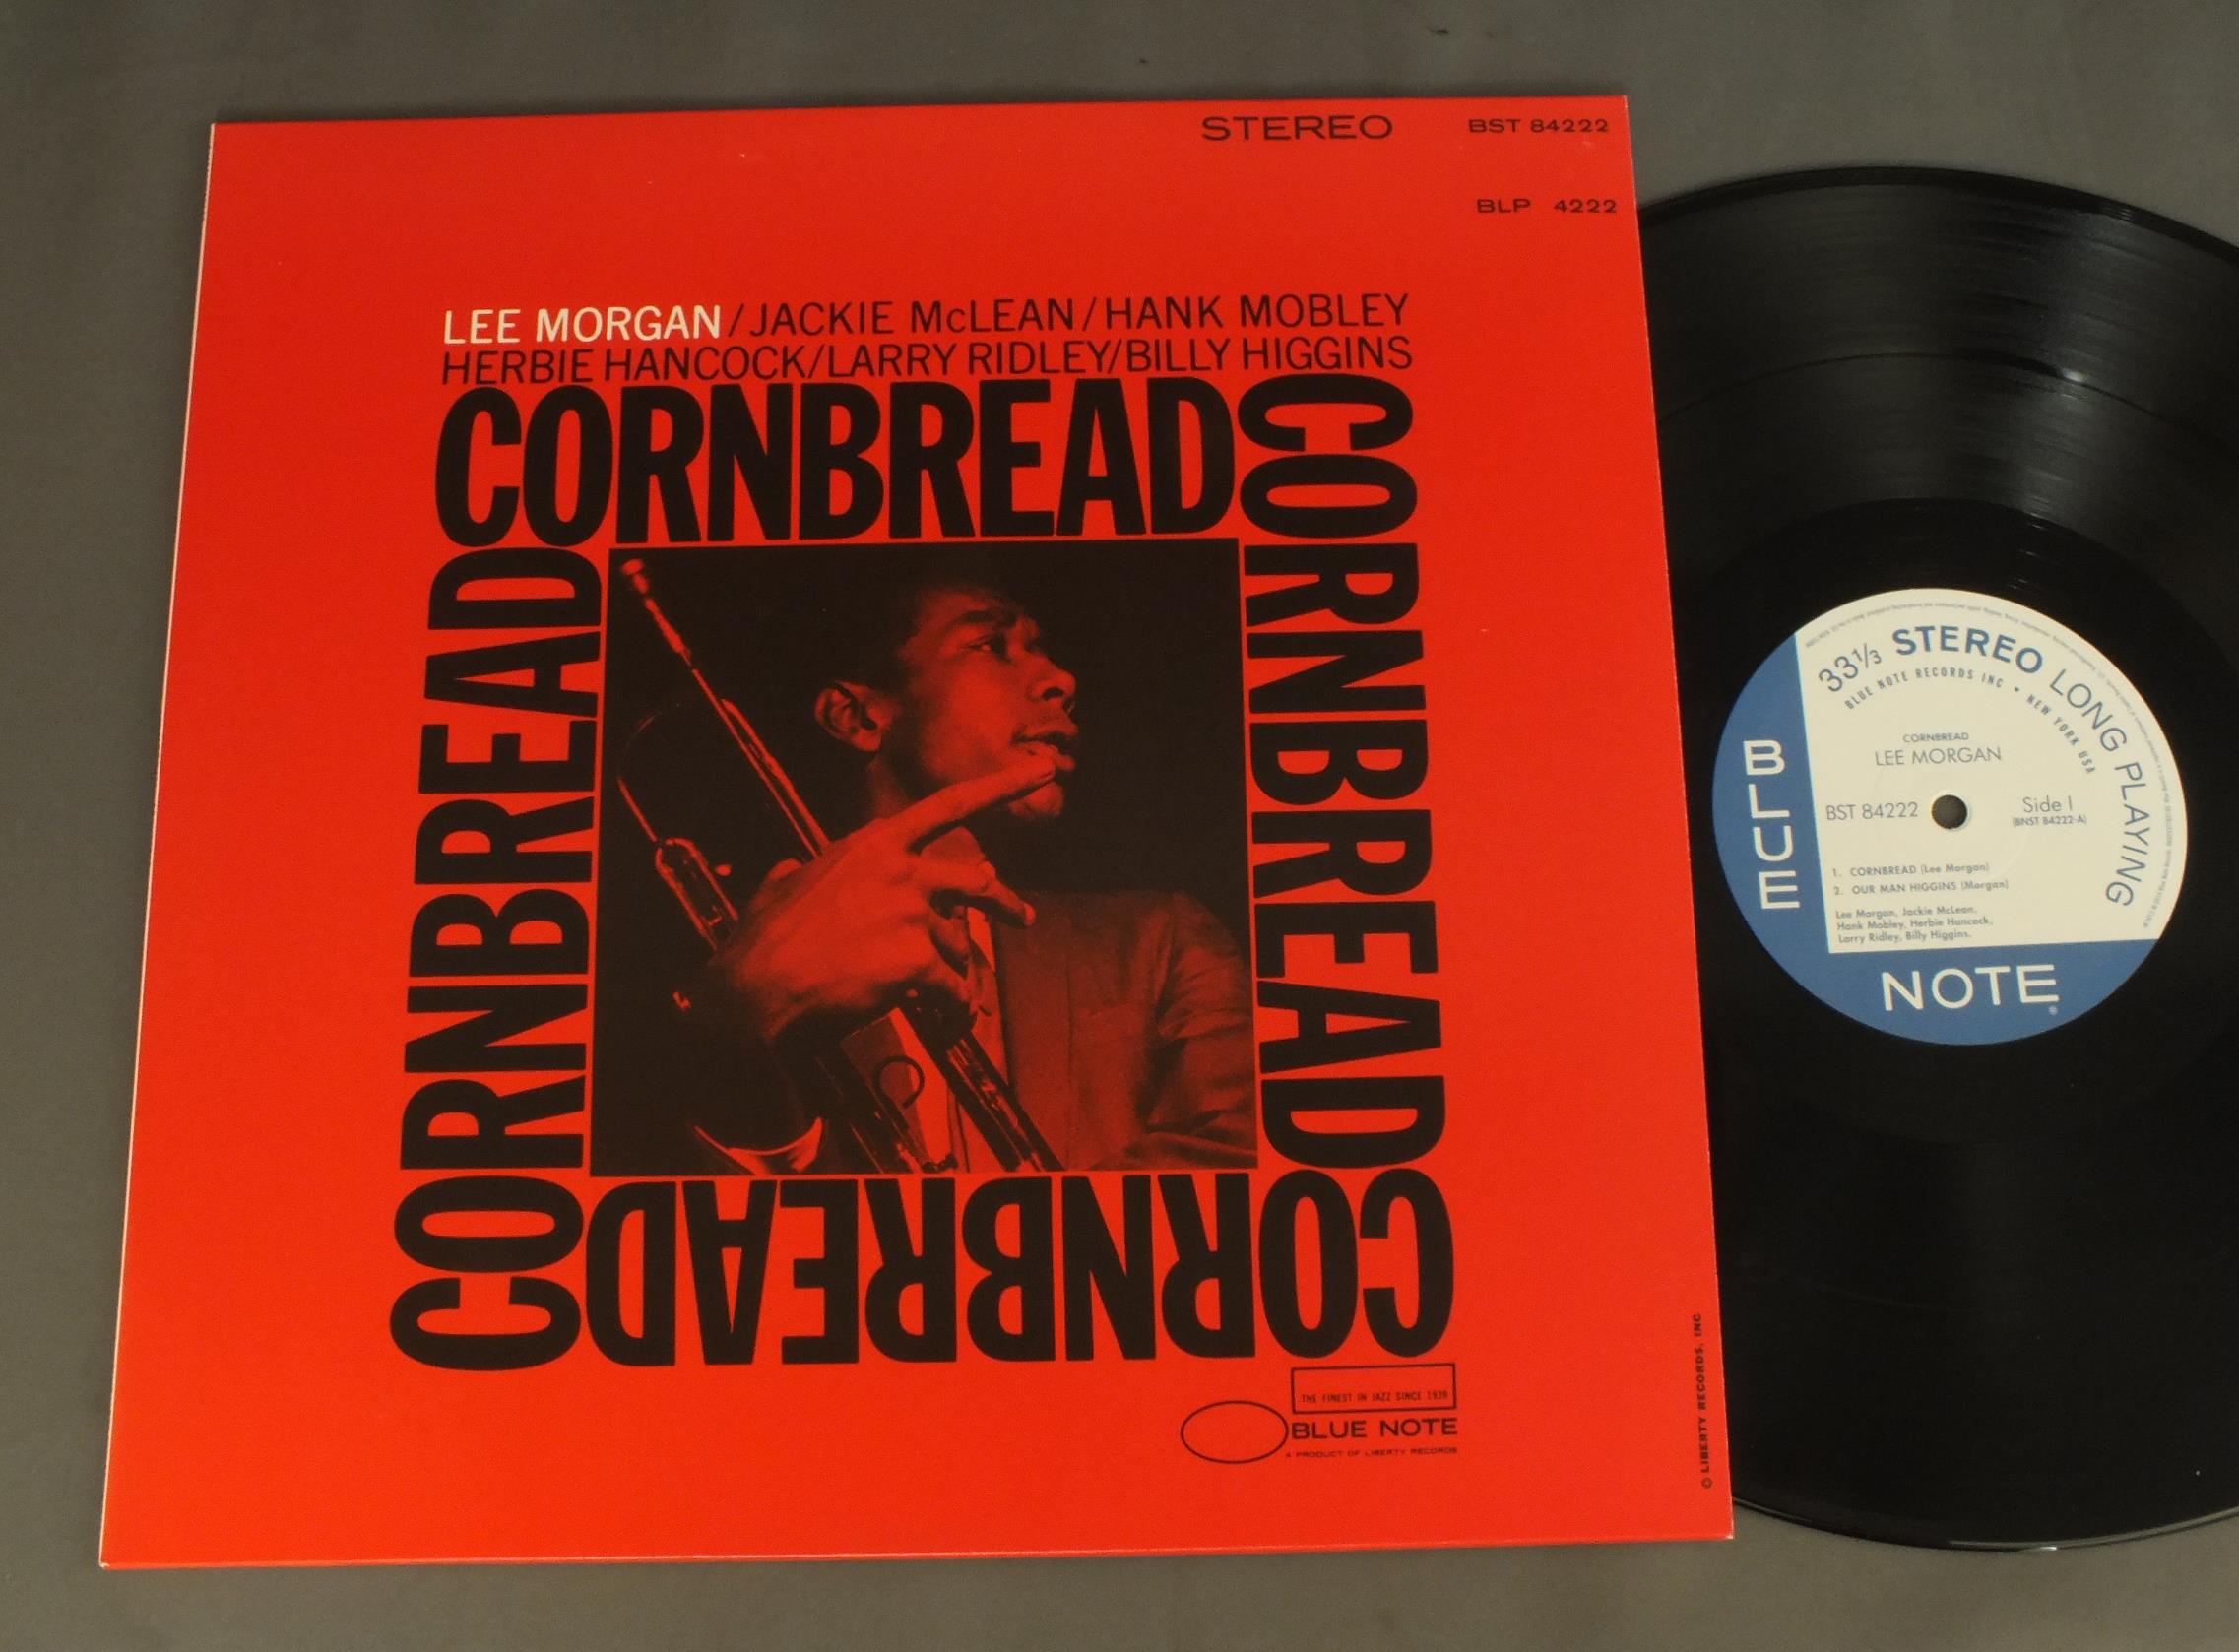 STEREO
BST 84222
BLP 4222
LEE MORGAN/JACKIE McLEAN/HANK MOBLEY
HERBIE HANCOCK/LARRY RIDLEY/BILLY HIGGINS
CORNBREAD
CORNBREAD
CORNBREAD
CORNBREAD
THE FINEST IN JAZZ SINCE 1939
BLUE NOTE
A PRODUCT OF LIBERTY RECORDS
© LIBERTY RECORDS, INC
33 1/3 STEREO LONG PLAYING
BLUE NOTE RECORDS INC • NEW YORK USA
CORNBREAD
LEE MORGAN
BST 84222
Side I
(BNST 84222-A)
1. CORNBREAD (Lee Morgan)
2. OUR MAN HIGGINS (Morgan)
Lee Morgan, Jackie McLean,
Hank Mobley, Herbie Hancock,
Larry Ridley, Billy Higgins.
BLUE
NOTE
®